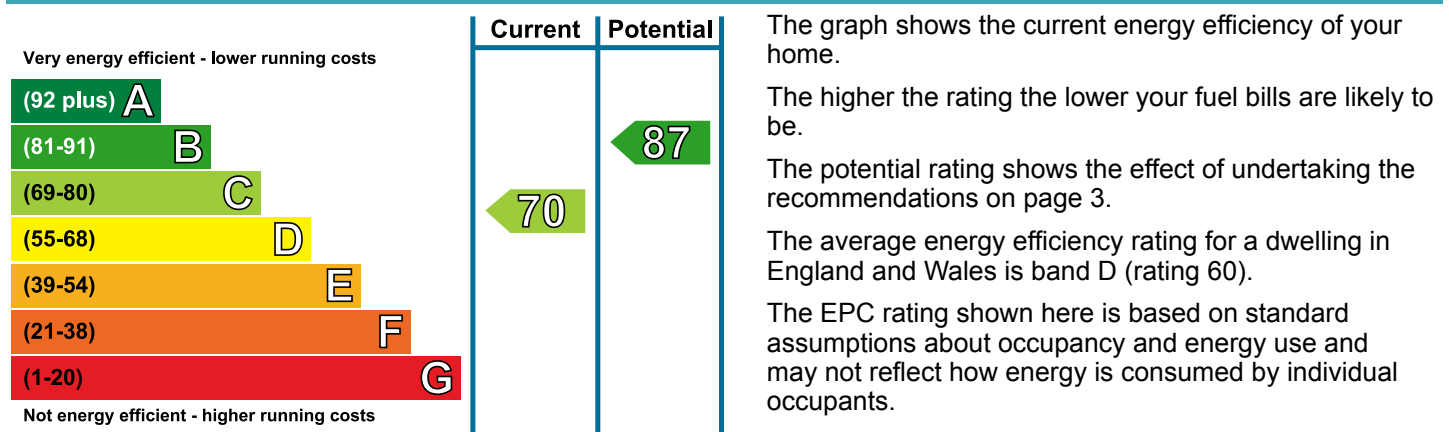 Current Potential
Very energy efficient - lower running costs
(92 plus) A
(81-91) B
87
(69-80) C
70
(55-68) D
(39-54) E
(21-38) F
(1-20) G
Not energy efficient - higher running costs
The graph shows the current energy efficiency of your
home.
The higher the rating the lower your fuel bills are likely to
be.
The potential rating shows the effect of undertaking the
recommendations on page 3.
The average energy efficiency rating for a dwelling in
England and Wales is band D (rating 60).
The EPC rating shown here is based on standard
assumptions about occupancy and energy use and
may not reflect how energy is consumed by individual
occupants.